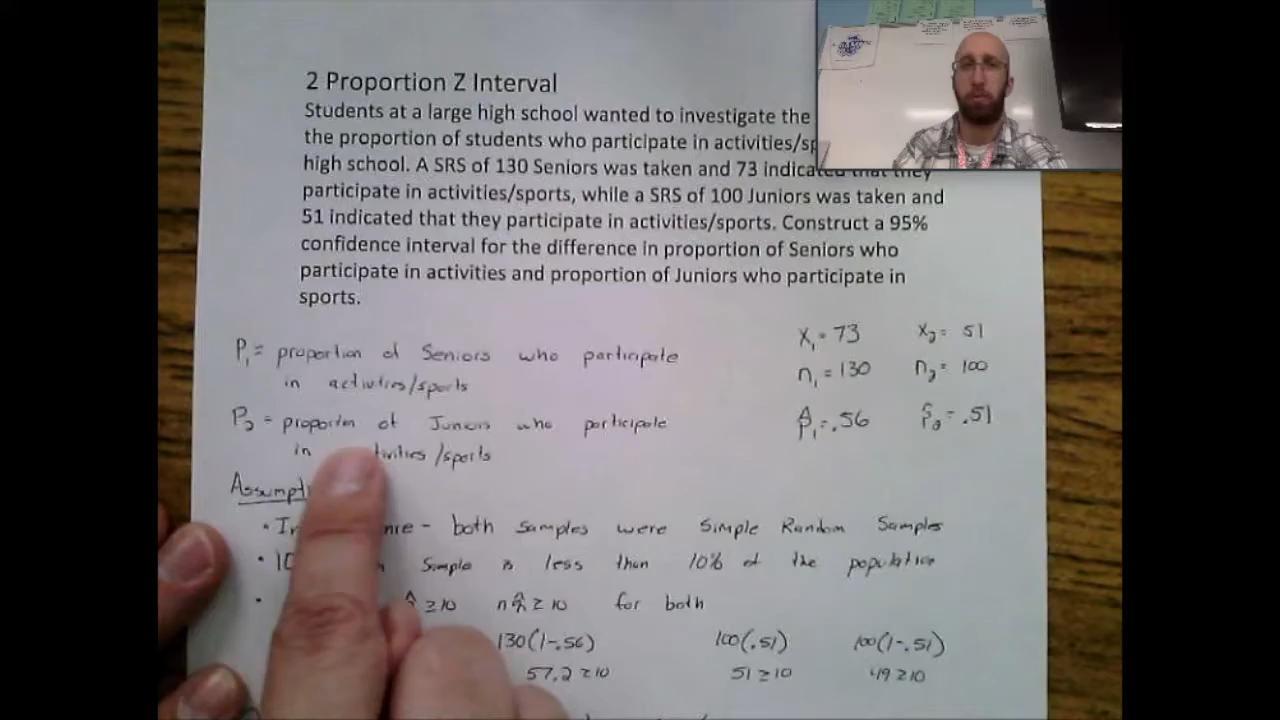 2 Proportion Z Interval
Students at a large high school wanted to investigate the
the proportion of students who participate in activities/sp
high school. A SRS of 130 Seniors was taken and 73 indicated that they
participate in activities/sports, while a SRS of 100 Juniors was taken and
51 indicated that they participate in activities/sports. Construct a 95%
confidence interval for the difference in proportion of Seniors who
participate in activities and proportion of Juniors who participate in
sports.
P₁ = proportion of Seniors who participate
in activities/sports
P₂ = proportion of Juniors who participate
in tivities/sports
X₁ = 73 X₂ = 51
n₁ = 130 n₂ = 100
p̂₁ = .56 p̂₂ = .51
Assumpti
• In nce - both samples were Simple Random Samples
• 10 Sample is less than 10% of the population
• ≥10 ≥10 for both
130(1-.56) 100(.51) 100(1-.51)
57.2 ≥10 51 ≥10 49 ≥10